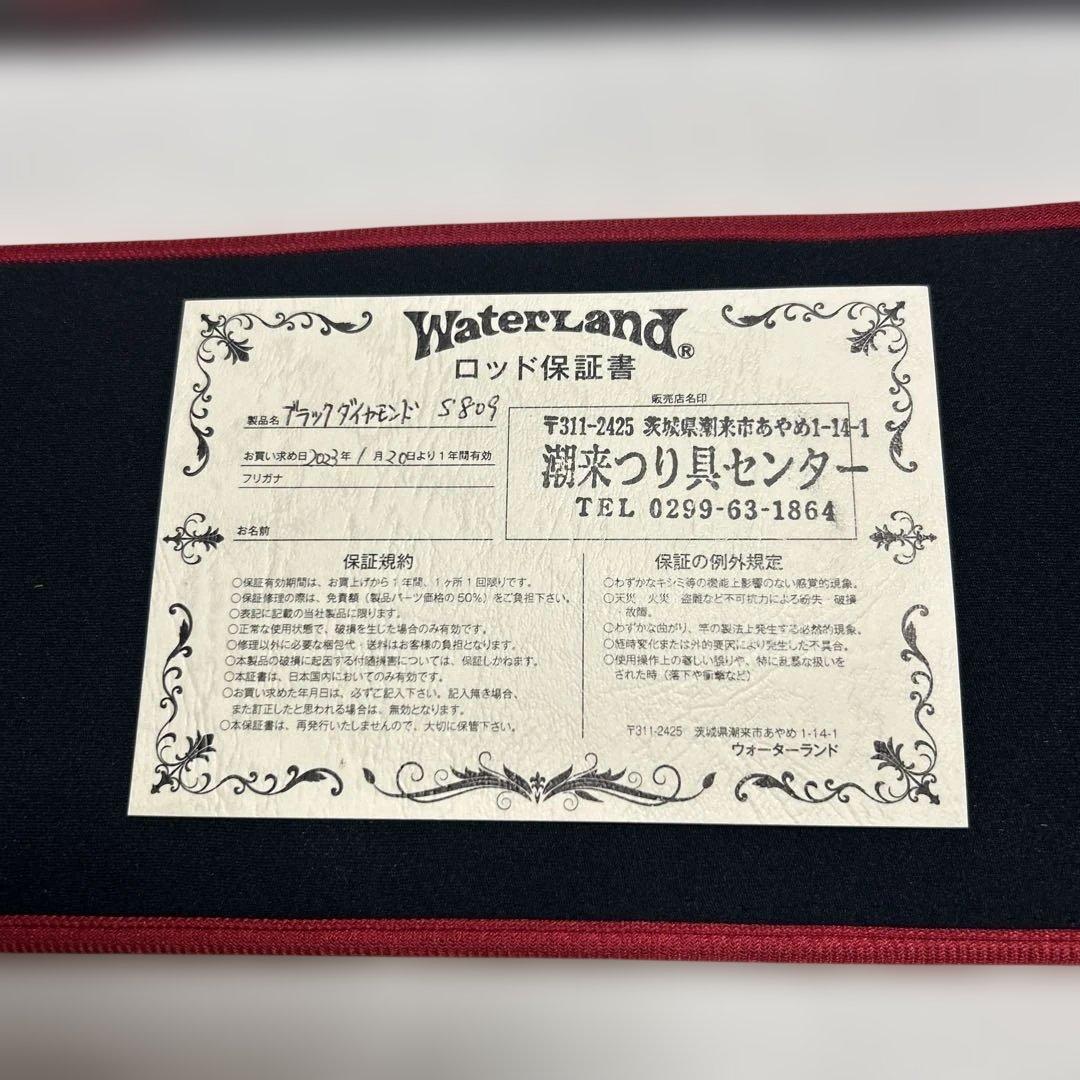 WaterLand®
ロッド保証書
製品名 ブラックダイヤモンド S809
お買い求め日2023年1月20日より1年間有効
フリガナ
お名前
販売店名印
〒311-2425 茨城県潮来市あやめ1-14-1
潮来つり具センター
TEL 0299-63-1864
保証規約
○保証有効期間は、お買上げから1年間、1ヶ所1回限りです。
○保証修理の際は、免責額（製品パーツ価格の50%）をご負担下さい。
○表記に記載の当社製品に限ります。
○正常な使用状態で、破損を生じた場合のみ有効です。
○修理以外に必要な梱包代・送料はお客様の負担となります。
○本製品の破損に起因する付随損害については、保証しかねます。
○本証書は、日本国内においてのみ有効です。
○お買い求めた年月日は、必ずご記入下さい。記入無き場合、
また訂正したと思われる場合は、無効となります。
○本保証書は、再発行いたしませんので、大切に保管下さい。
保証の例外規定
○わずかなキシミ等の機能上影響のない感覚的現象。
○天災・火災・盗難など不可抗力による紛失・破損
・故障。
○わずかな曲がり、竿の製法上発生する必然的現象。
○経時変化または外的要因により発生した不具合。
○使用操作上の著しい誤りや、特に乱暴な扱いを
された時（落下や衝撃など）
〒311-2425 茨城県潮来市あやめ 1-14-1
ウォーターランド